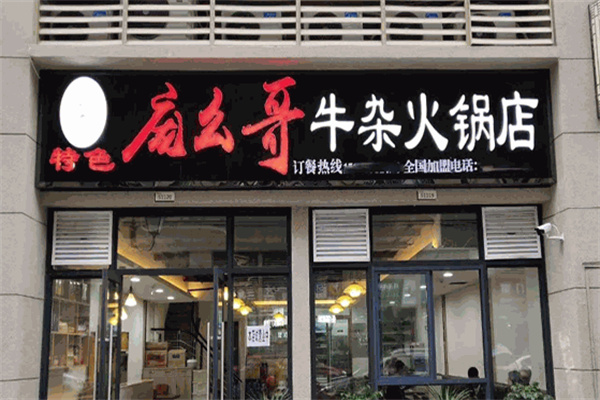 扇幺哥牛杂火锅店
特色
订餐热线 全国加盟电话: